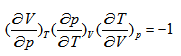 (∂V/∂p)_T(∂p/∂T)_V(∂T/∂V)_p = −1